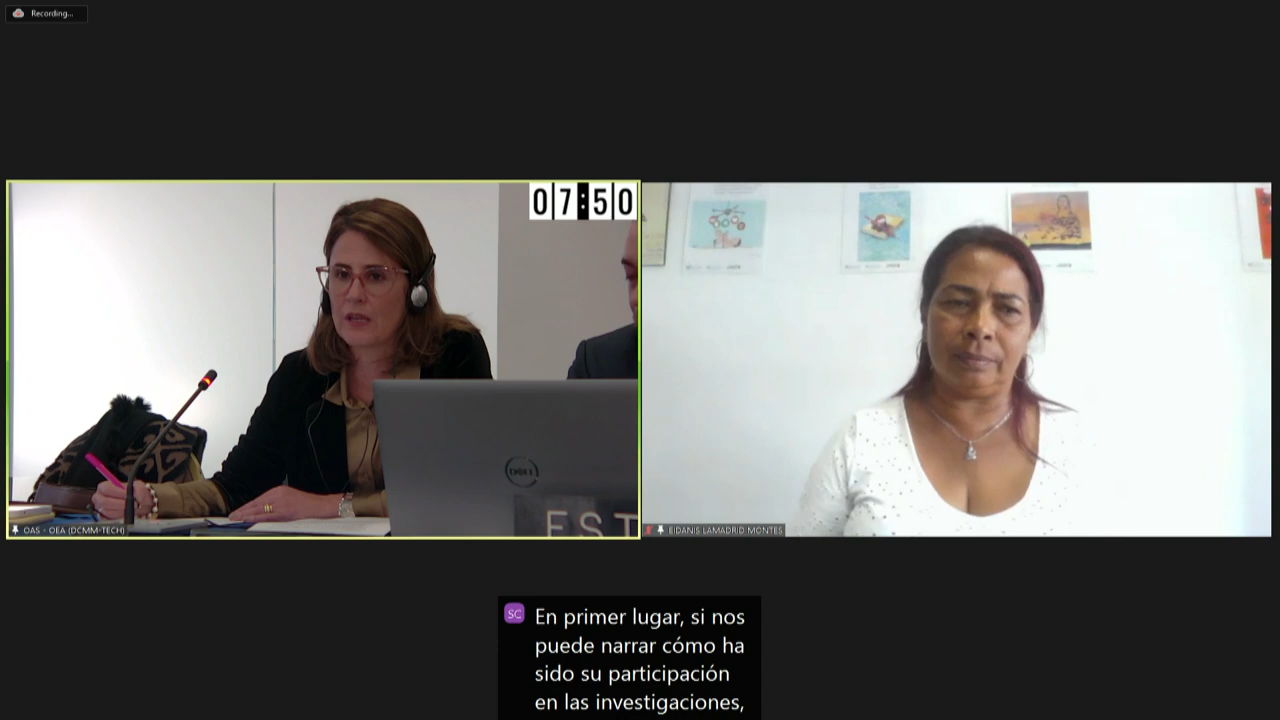 Recording...
07:50
DELL
EST
OAS - OEA (DCMM-TECH)
EIDANIS LAMADRID MONTES
SC
En primer lugar, si nos
puede narrar cómo ha
sido su participación
en las investigaciones,